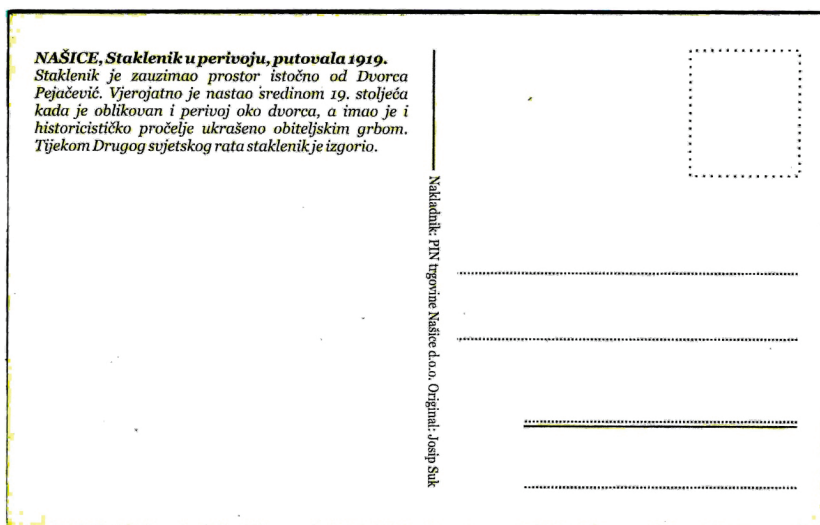 NAŠICE, Staklenik u perivoju, putovala 1919.
Staklenik je zauzimao prostor istočno od Dvorca
Pejačević. Vjerojatno je nastao sredinom 19. stoljeća
kada je oblikovan i perivoj oko dvorca, a imao je i
historicističko pročelje ukrašeno obiteljskim grbom.
Tijekom Drugog svjetskog rata staklenik je izgorio.
Nakladnik: PIN trgovine Našice d.o.o. Original: Josip Suk